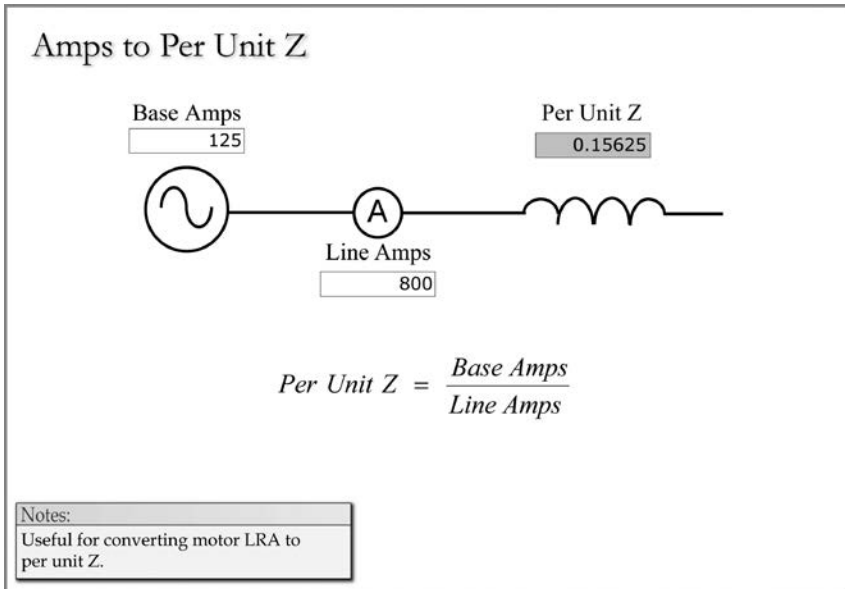 Amps to Per Unit Z
Base Amps
125
Per Unit Z
0.15625
A
Line Amps
800
Per Unit Z = Base Amps / Line Amps
Notes:
Useful for converting motor LRA to
per unit Z.